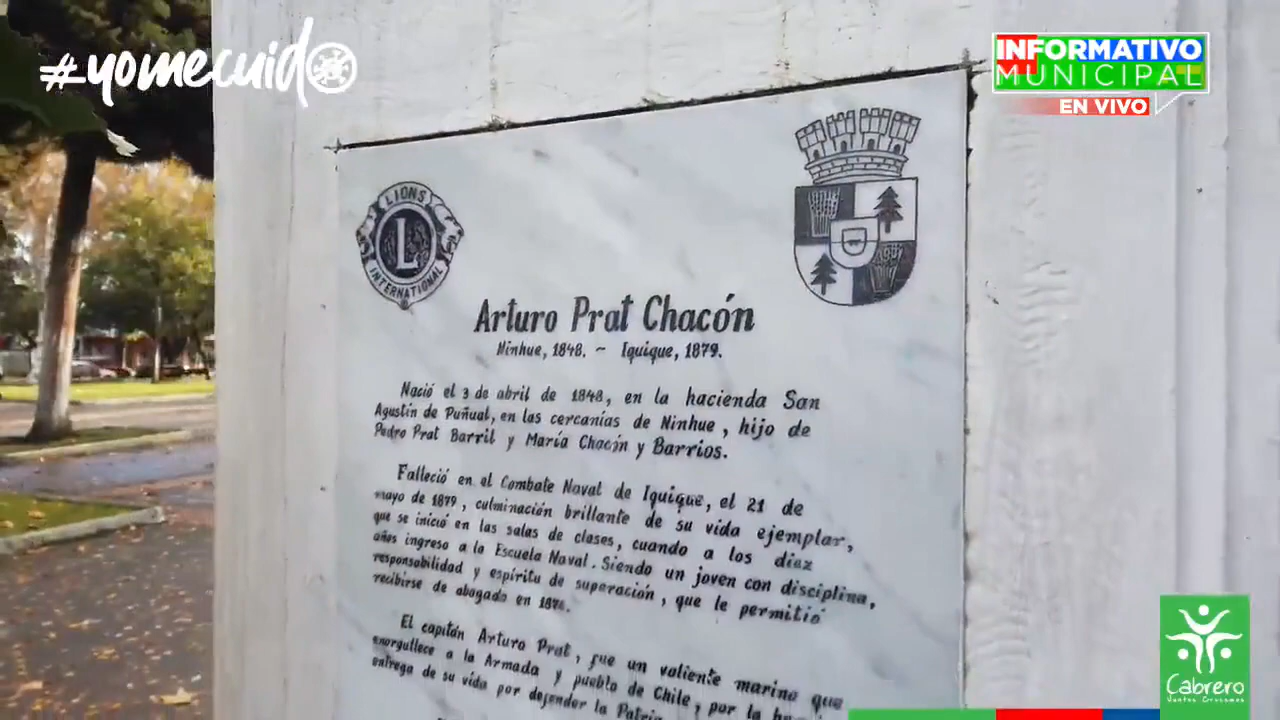 #yomecuido
INFORMATIVO
MUNICIPAL
EN VIVO
LIONS
L
INTERNATIONAL
Arturo Prat Chacón
Ninhue, 1848. ~ Iquique, 1879.
Nació el 3 de abril de 1848, en la hacienda San
Agustín de Puñual, en las cercanías de Ninhue, hijo de
Pedro Prat Barril y María Chacón y Barrios.
Falleció en el Combate Naval de Iquique, el 21 de
mayo de 1879, culminación brillante de su vida ejemplar,
que se inició en las salas de clases, cuando a los diez
años ingreso a la Escuela Naval. Siendo un joven con disciplina,
responsabilidad y espíritu de superación, que le permitió
recibirse de abogado en 1876.
El capitán Arturo Prat, fue un valiente marino que
enorgullece a la Armada y pueblo de Chile, por la
entrega de su vida por defender la Patria
Cabrero
Juntos Crecemos